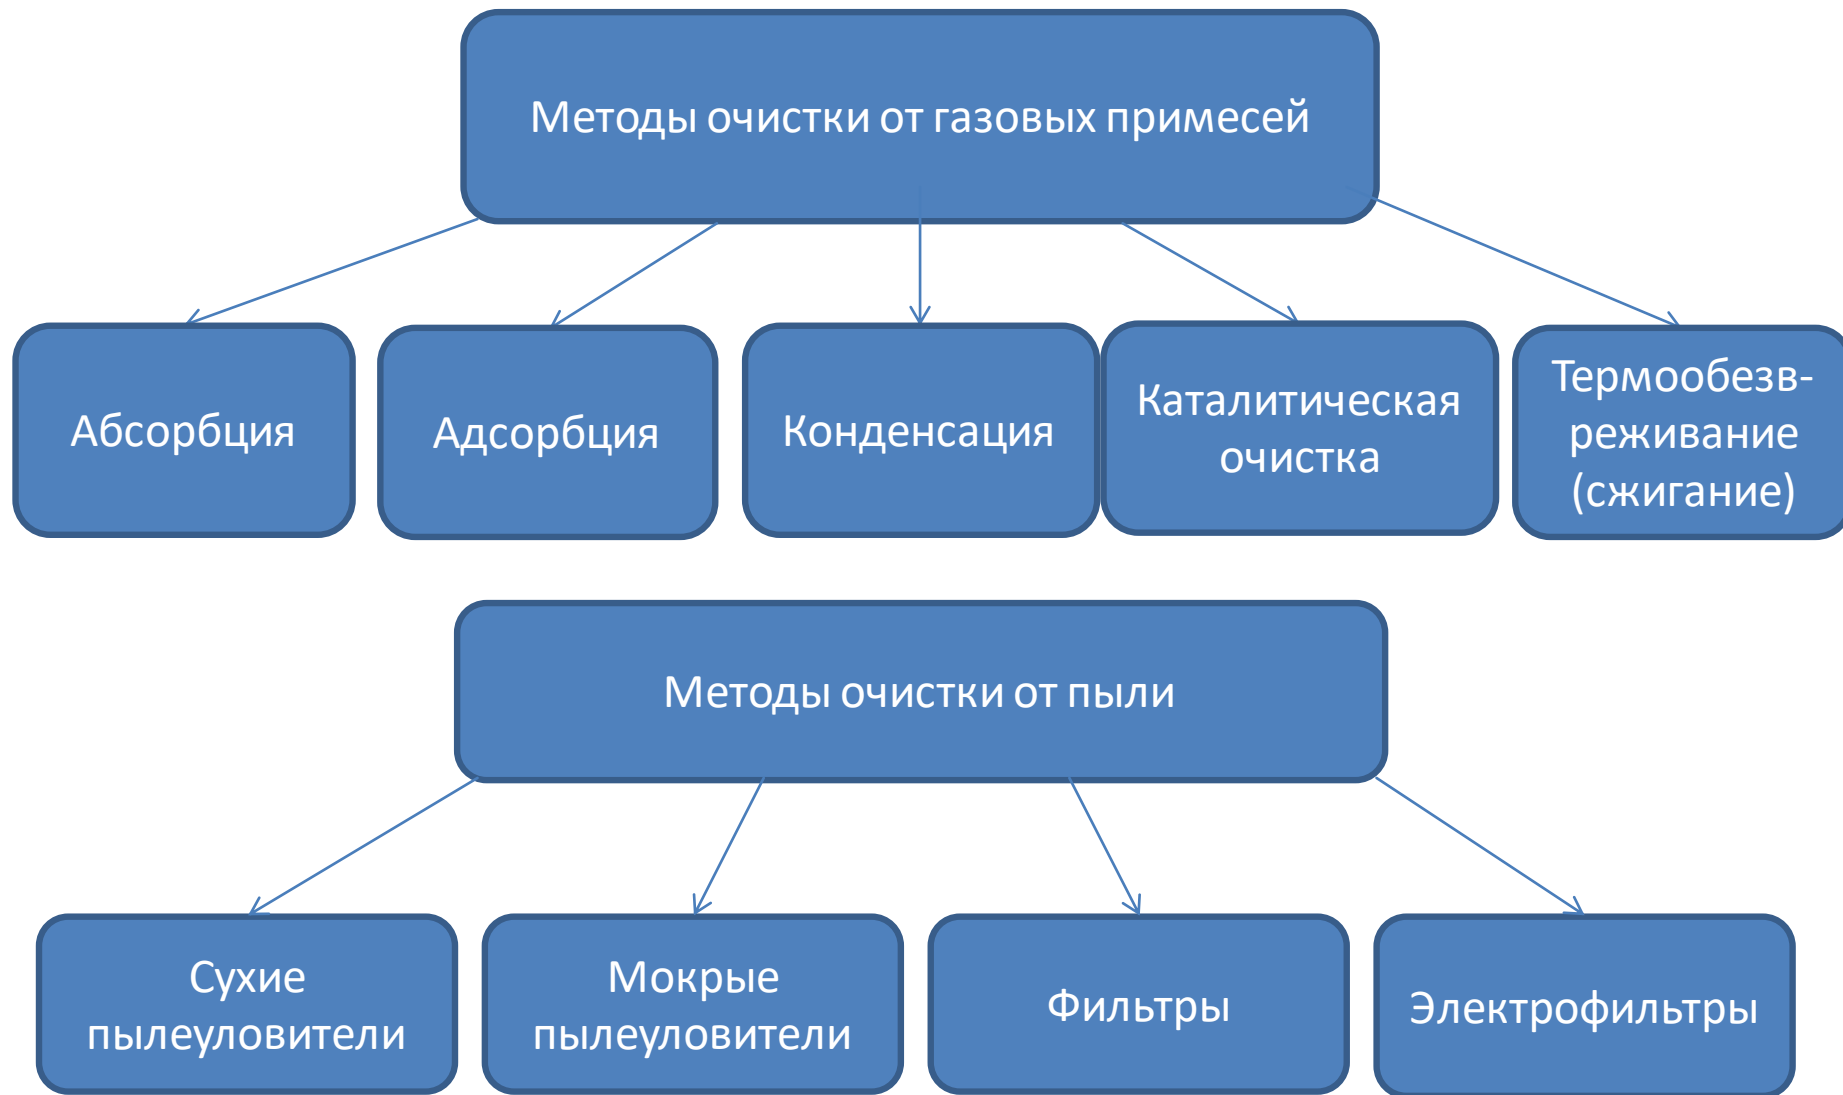 Методы очистки от газовых примесей
Абсорбция
Адсорбция
Конденсация
Каталитическая
очистка
Термообезв-
реживание
(сжигание)
Методы очистки от пыли
Сухие
пылеуловители
Мокрые
пылеуловители
Фильтры
Электрофильтры